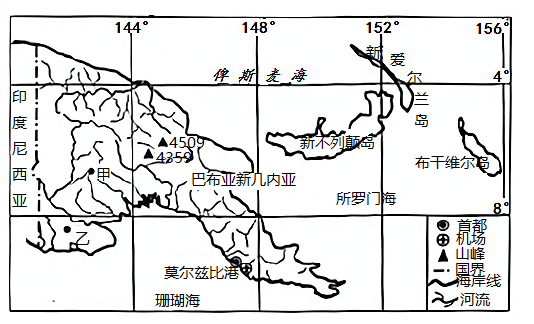 144° 148° 152° 156°
新爱尔兰岛
俾斯麦海
4°
印度尼西亚
4509
4359
新不列颠岛
甲
布干维尔岛
巴布亚新几内亚
所罗门海
8°
乙
首都
机场
山峰
国界
海岸线
河流
莫尔兹比港
珊瑚海